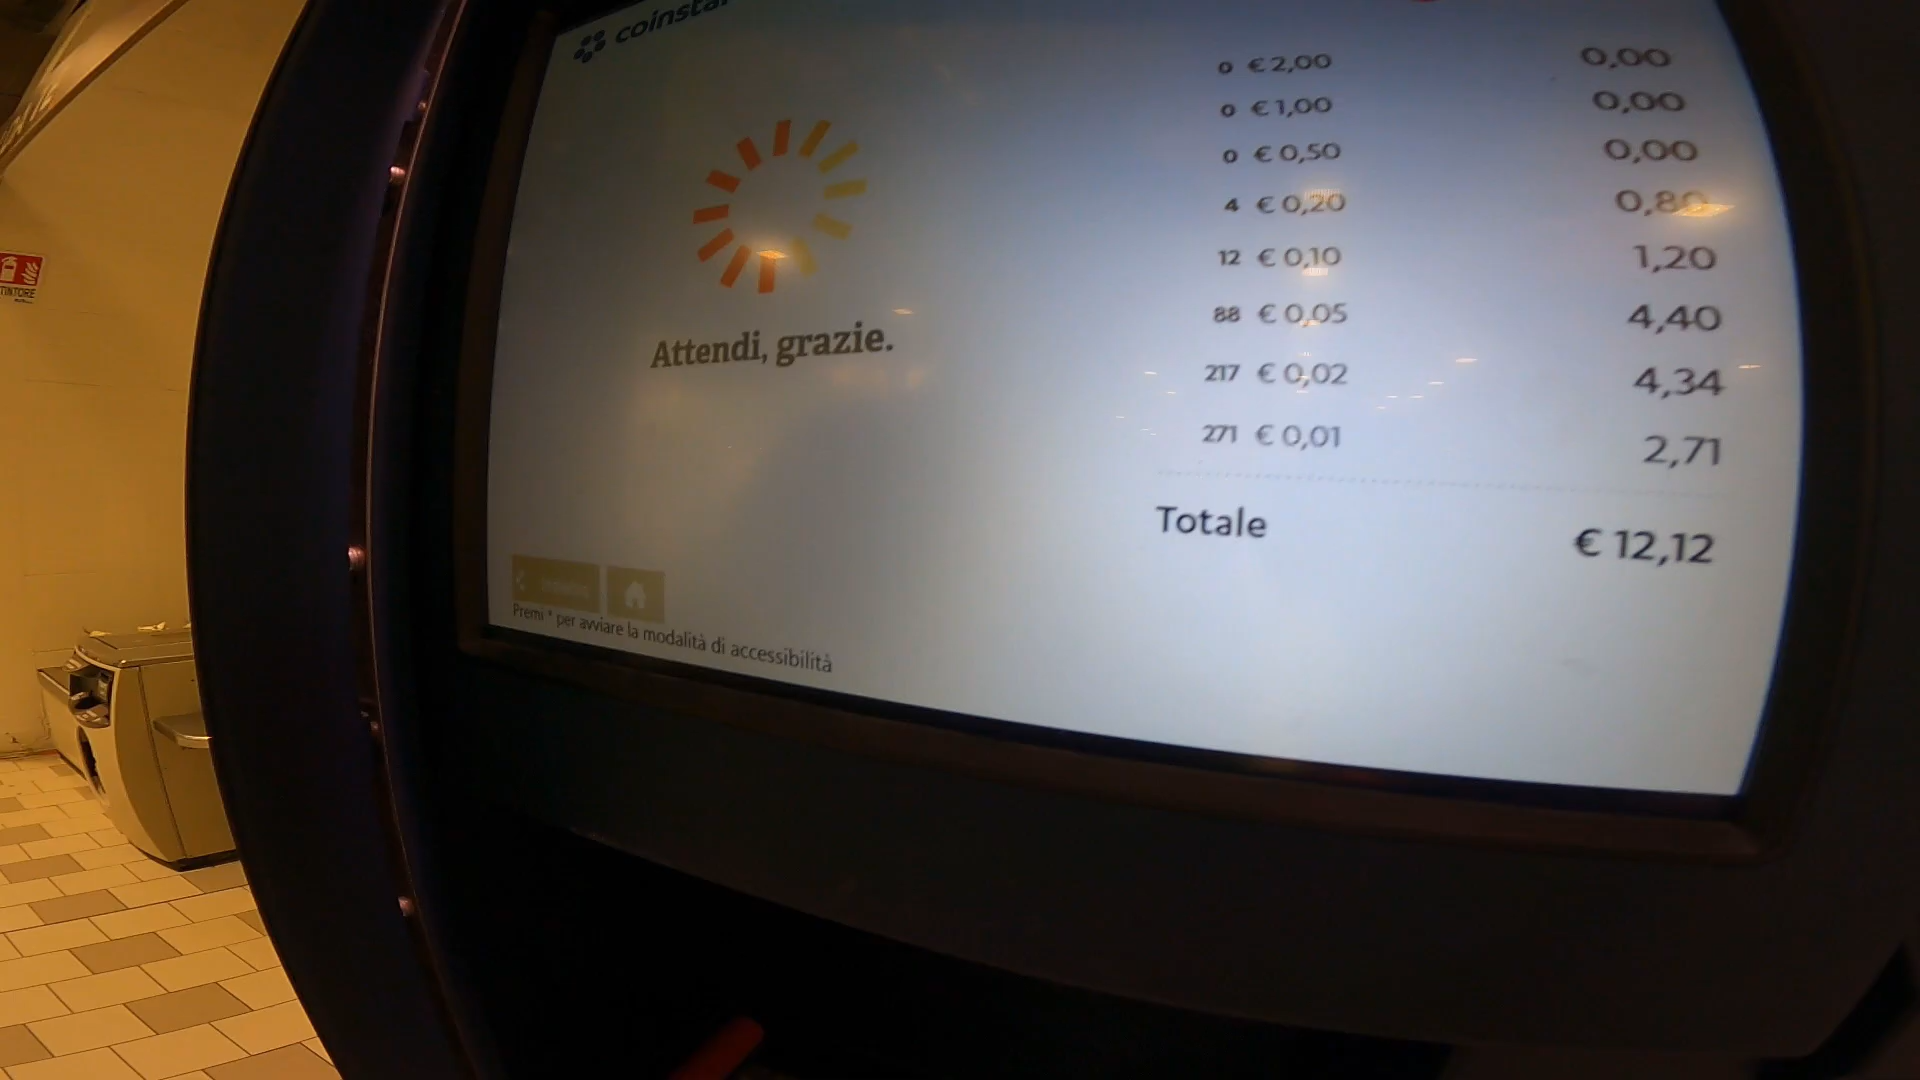 coinstar
0 € 2,00 0,00
0 € 1,00 0,00
0 € 0,50 0,00
4 € 0,20 0,80
12 € 0,10 1,20
88 € 0,05 4,40
217 € 0,02 4,34
271 € 0,01 2,71
Totale € 12,12
Attendi, grazie.
Premi * per avviare la modalità di accessibilità
TINTORE